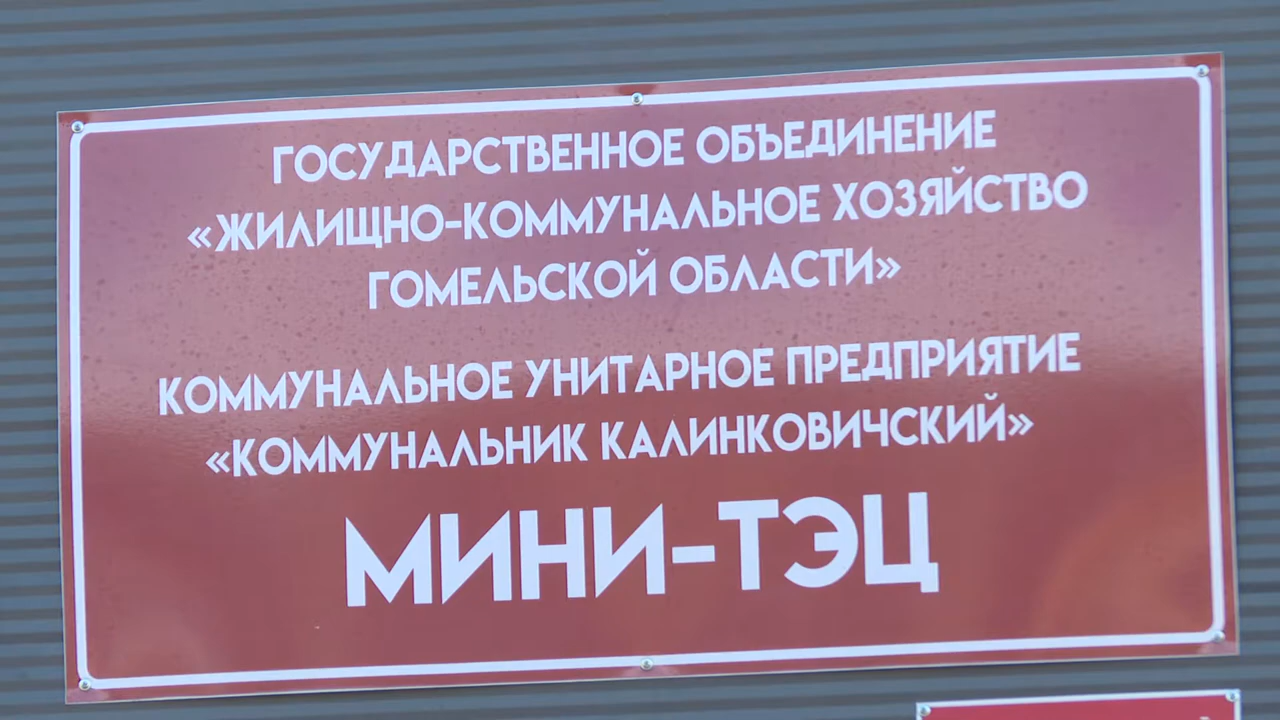 ГОСУДАРСТВЕННОЕ ОБЪЕДИНЕНИЕ
«ЖИЛИЩНО-КОММУНАЛЬНОЕ ХОЗЯЙСТВО
ГОМЕЛЬСКОЙ ОБЛАСТИ»
КОММУНАЛЬНОЕ УНИТАРНОЕ ПРЕДПРИЯТИЕ
«КОММУНАЛЬНИК КАЛИНКОВИЧСКИЙ»
МИНИ-ТЭЦ